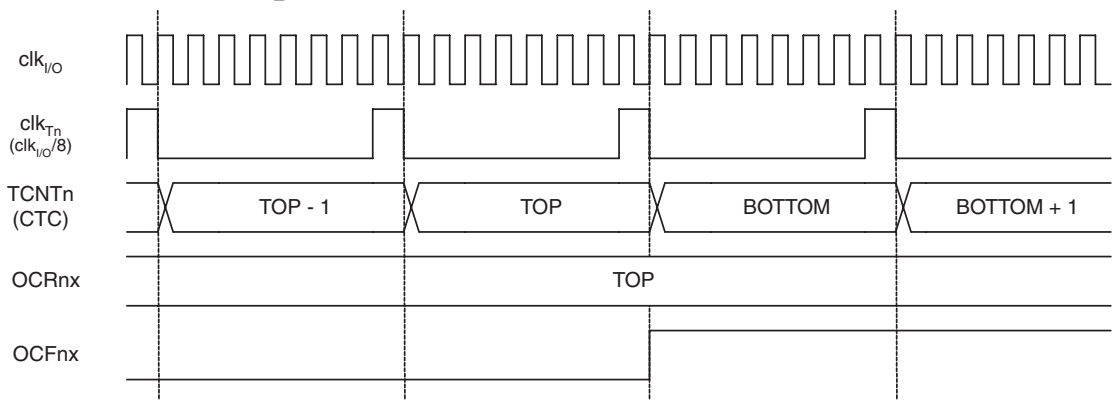 clkI/O
clkTn
(clkI/O/8)
TCNTn
(CTC)
TOP - 1
TOP
BOTTOM
BOTTOM + 1
OCRnx
TOP
OCFnx